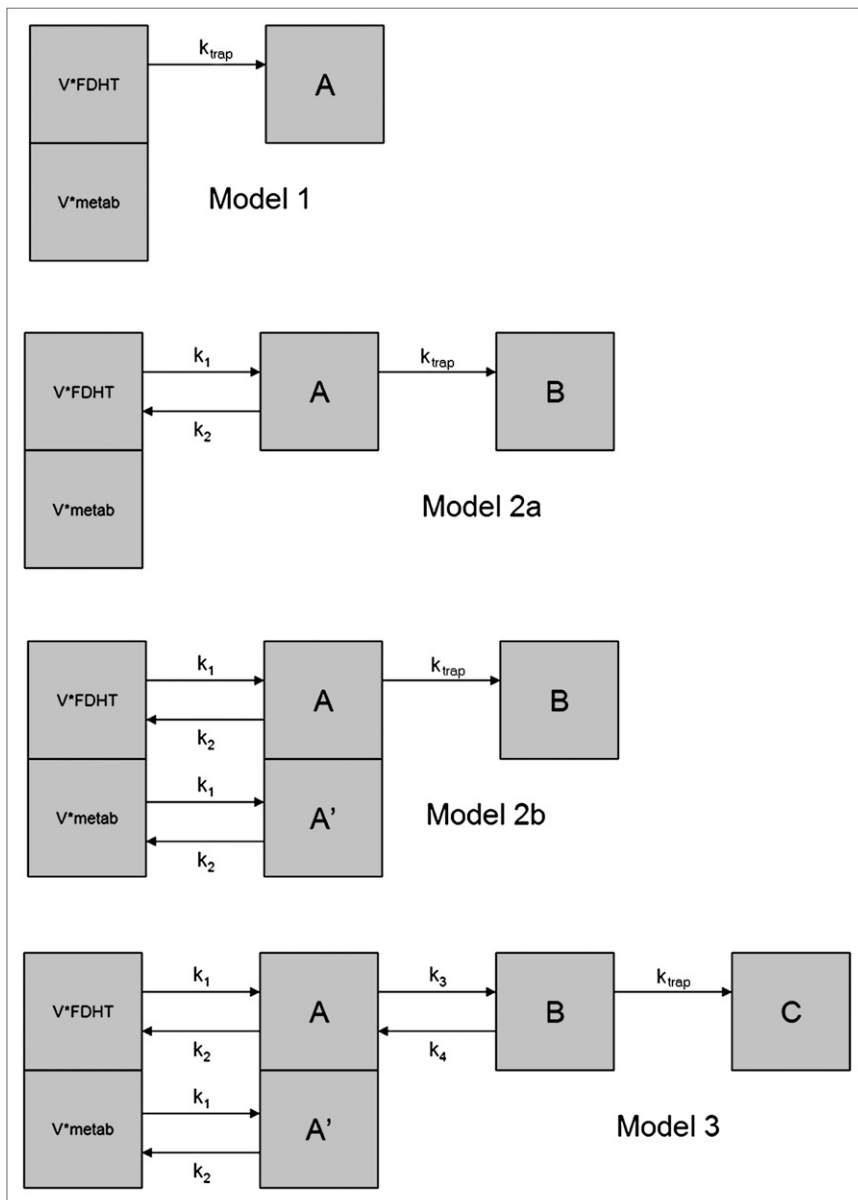 k_trap
V*FDHT
A
V*metab
Model 1
k_1
k_trap
V*FDHT
A
B
k_2
V*metab
Model 2a
k_1
k_trap
V*FDHT
A
B
k_2
k_1
V*metab
A'
Model 2b
k_2
k_1
k_3
k_trap
V*FDHT
A
B
C
k_2
k_4
k_1
V*metab
A'
Model 3
k_2